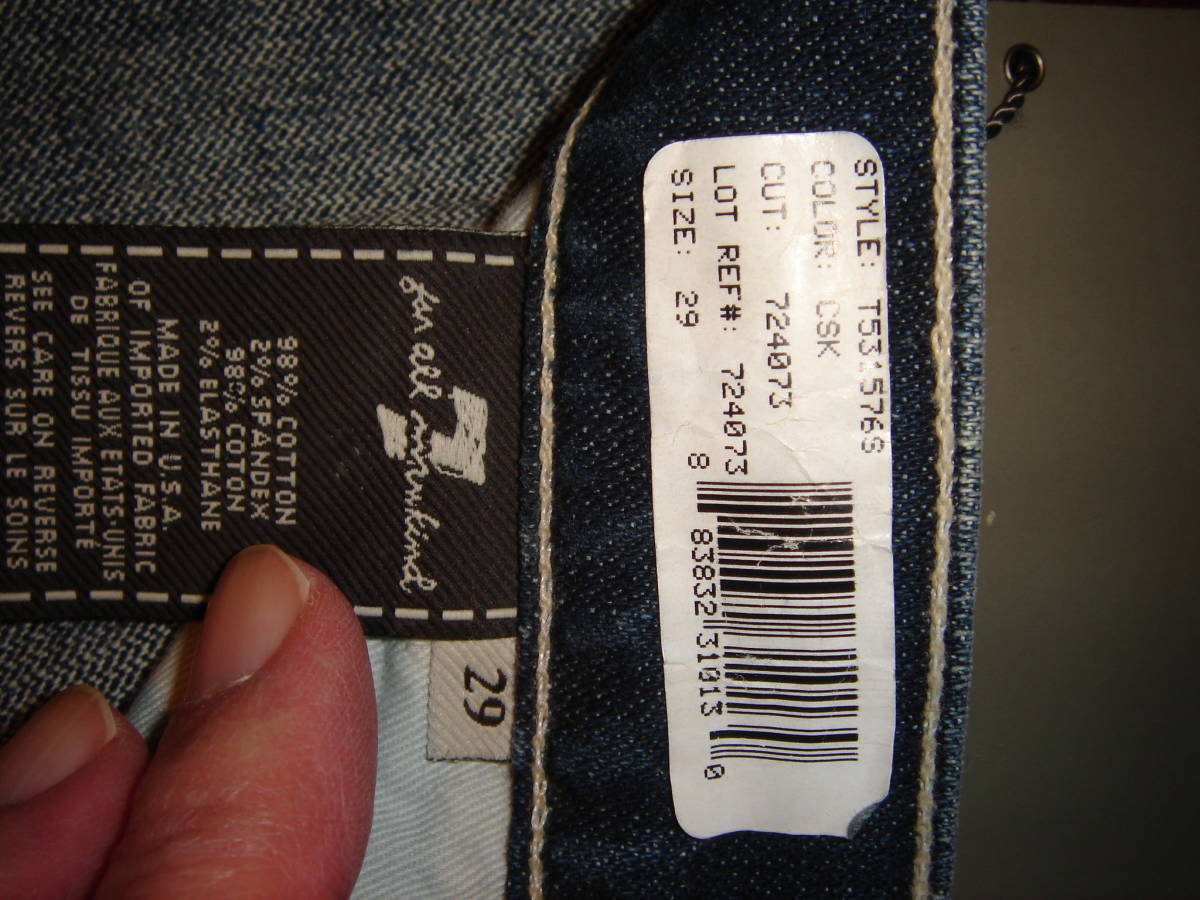 STYLE: T5315776S
COLOR: CSK
CUT: 724073
LOT REF#: 724073
SIZE: 29
8 83832 31013 0
7
for all mankind
98% COTTON
2% SPANDEX
98% COTON
2% ELASTHANE
MADE IN U.S.A.
OF IMPORTED FABRIC
FABRIQUE AUX ETATS-UNIS
DE TISSU IMPORTE
SEE CARE ON REVERSE
REVERS SUR LE SOINS
29